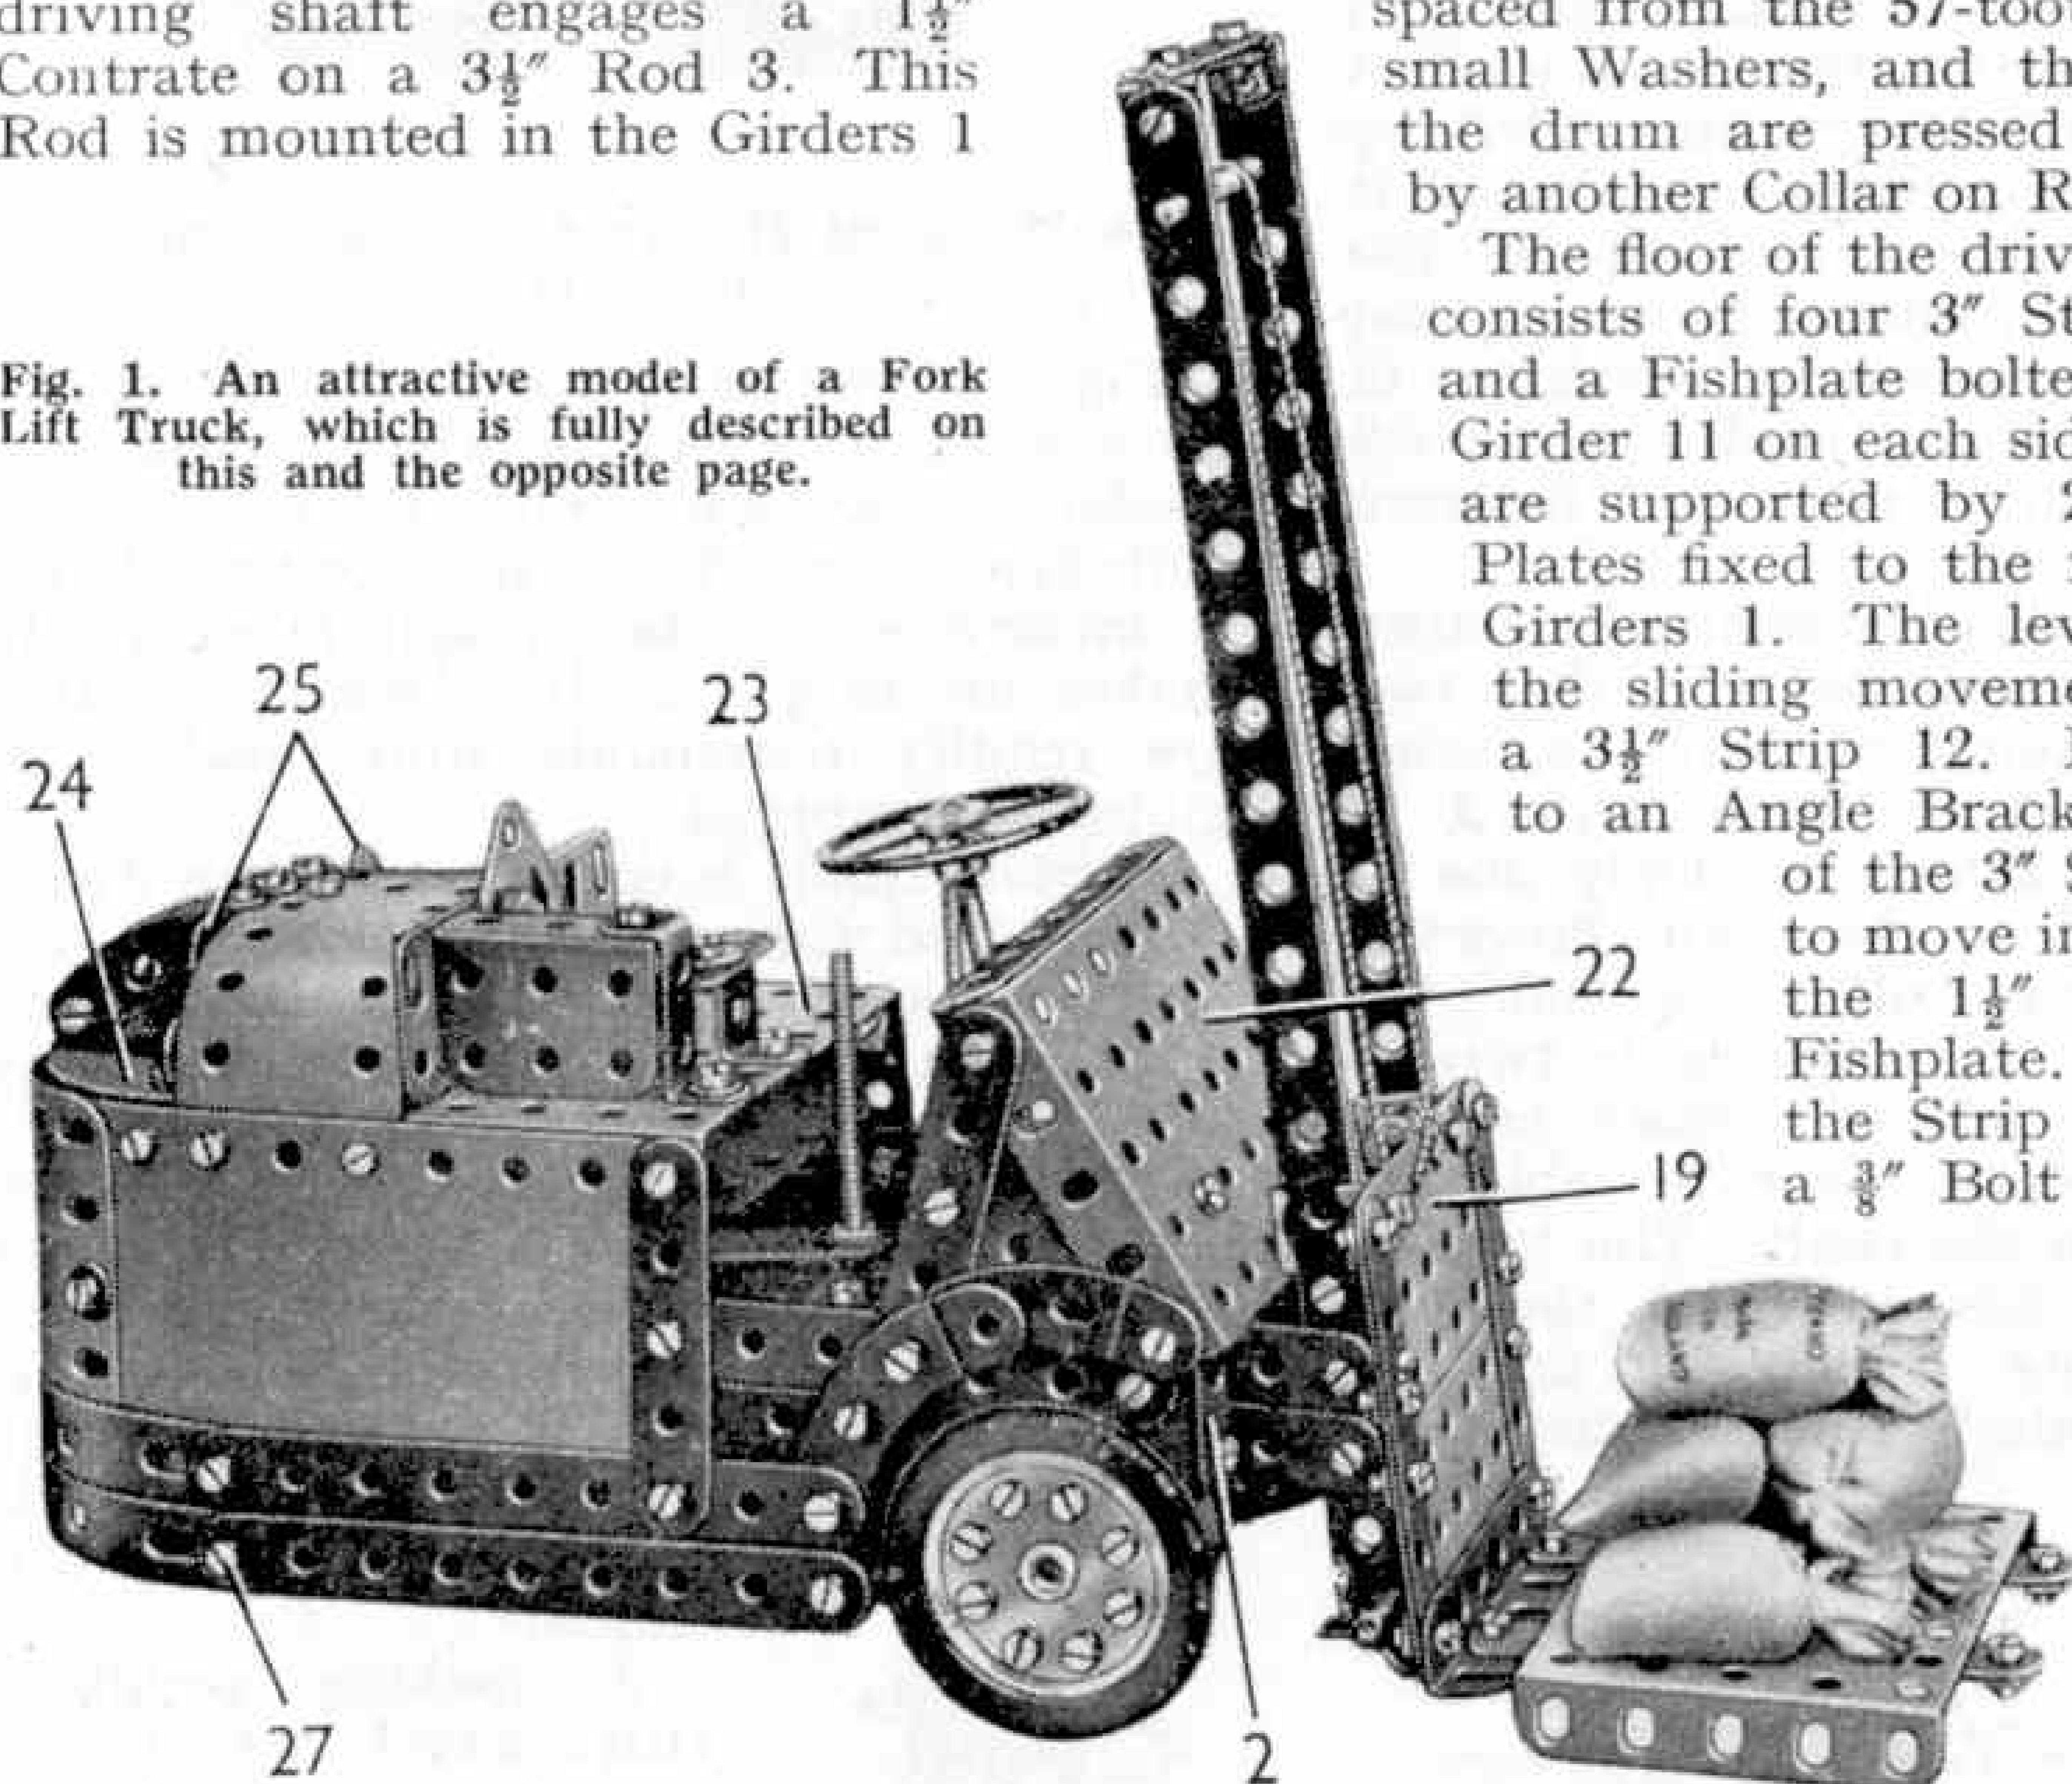 driving shaft engages a 1½″
Contrate on a 3½″ Rod 3. This
Rod is mounted in the Girders 1
Fig. 1. An attractive model of a Fork
Lift Truck, which is fully described on
this and the opposite page.
25
23
24
22
19
27
2
spaced from the 57-too
small Washers, and th
the drum are pressed
by another Collar on R
The floor of the driv
consists of four 3″ St
and a Fishplate bolte
Girder 11 on each sid
are supported by 2
Plates fixed to the
Girders 1. The lev
the sliding moveme
a 3½″ Strip 12.
to an Angle Brack
of the 3″ S
to move in
the 1½″
Fishplate.
the Strip
a ⅜″ Bolt